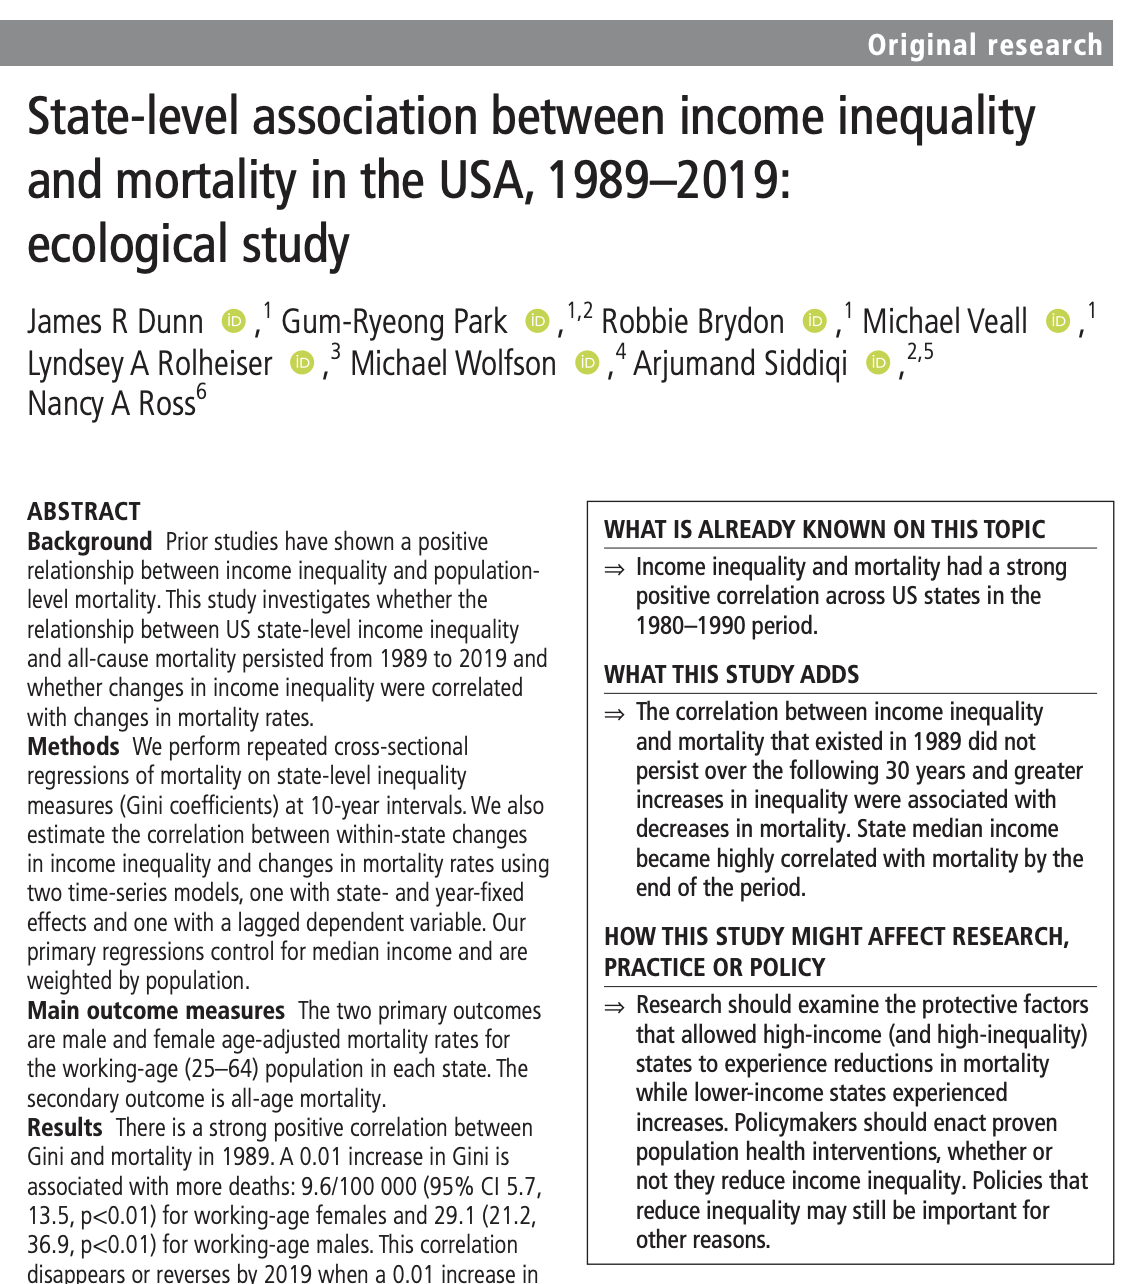 Original research
State-level association between income inequality
and mortality in the USA, 1989–2019:
ecological study
James R Dunn iD ,1 Gum-Ryeong Park iD ,1,2 Robbie Brydon iD ,1 Michael Veall iD ,1
Lyndsey A Rolheiser iD ,3 Michael Wolfson iD ,4 Arjumand Siddiqi iD ,2,5
Nancy A Ross6
ABSTRACT
Background Prior studies have shown a positive
relationship between income inequality and population-
level mortality. This study investigates whether the
relationship between US state-level income inequality
and all-cause mortality persisted from 1989 to 2019 and
whether changes in income inequality were correlated
with changes in mortality rates.
Methods We perform repeated cross-sectional
regressions of mortality on state-level inequality
measures (Gini coefficients) at 10-year intervals. We also
estimate the correlation between within-state changes
in income inequality and changes in mortality rates using
two time-series models, one with state- and year-fixed
effects and one with a lagged dependent variable. Our
primary regressions control for median income and are
weighted by population.
Main outcome measures The two primary outcomes
are male and female age-adjusted mortality rates for
the working-age (25–64) population in each state. The
secondary outcome is all-age mortality.
Results There is a strong positive correlation between
Gini and mortality in 1989. A 0.01 increase in Gini is
associated with more deaths: 9.6/100 000 (95% CI 5.7,
13.5, p<0.01) for working-age females and 29.1 (21.2,
36.9, p<0.01) for working-age males. This correlation
disappears or reverses by 2019 when a 0.01 increase in
WHAT IS ALREADY KNOWN ON THIS TOPIC
⇒ Income inequality and mortality had a strong
positive correlation across US states in the
1980–1990 period.
WHAT THIS STUDY ADDS
⇒ The correlation between income inequality
and mortality that existed in 1989 did not
persist over the following 30 years and greater
increases in inequality were associated with
decreases in mortality. State median income
became highly correlated with mortality by the
end of the period.
HOW THIS STUDY MIGHT AFFECT RESEARCH,
PRACTICE OR POLICY
⇒ Research should examine the protective factors
that allowed high-income (and high-inequality)
states to experience reductions in mortality
while lower-income states experienced
increases. Policymakers should enact proven
population health interventions, whether or
not they reduce income inequality. Policies that
reduce inequality may still be important for
other reasons.